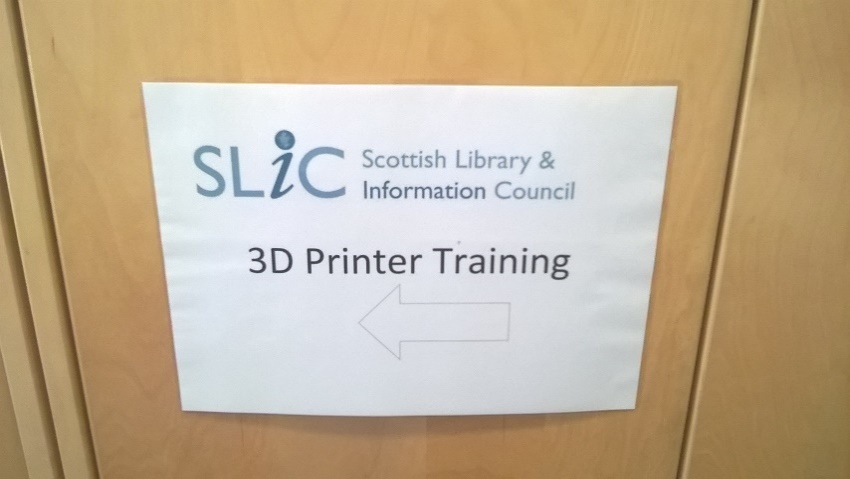 SLiC Scottish Library &
Information Council
3D Printer Training